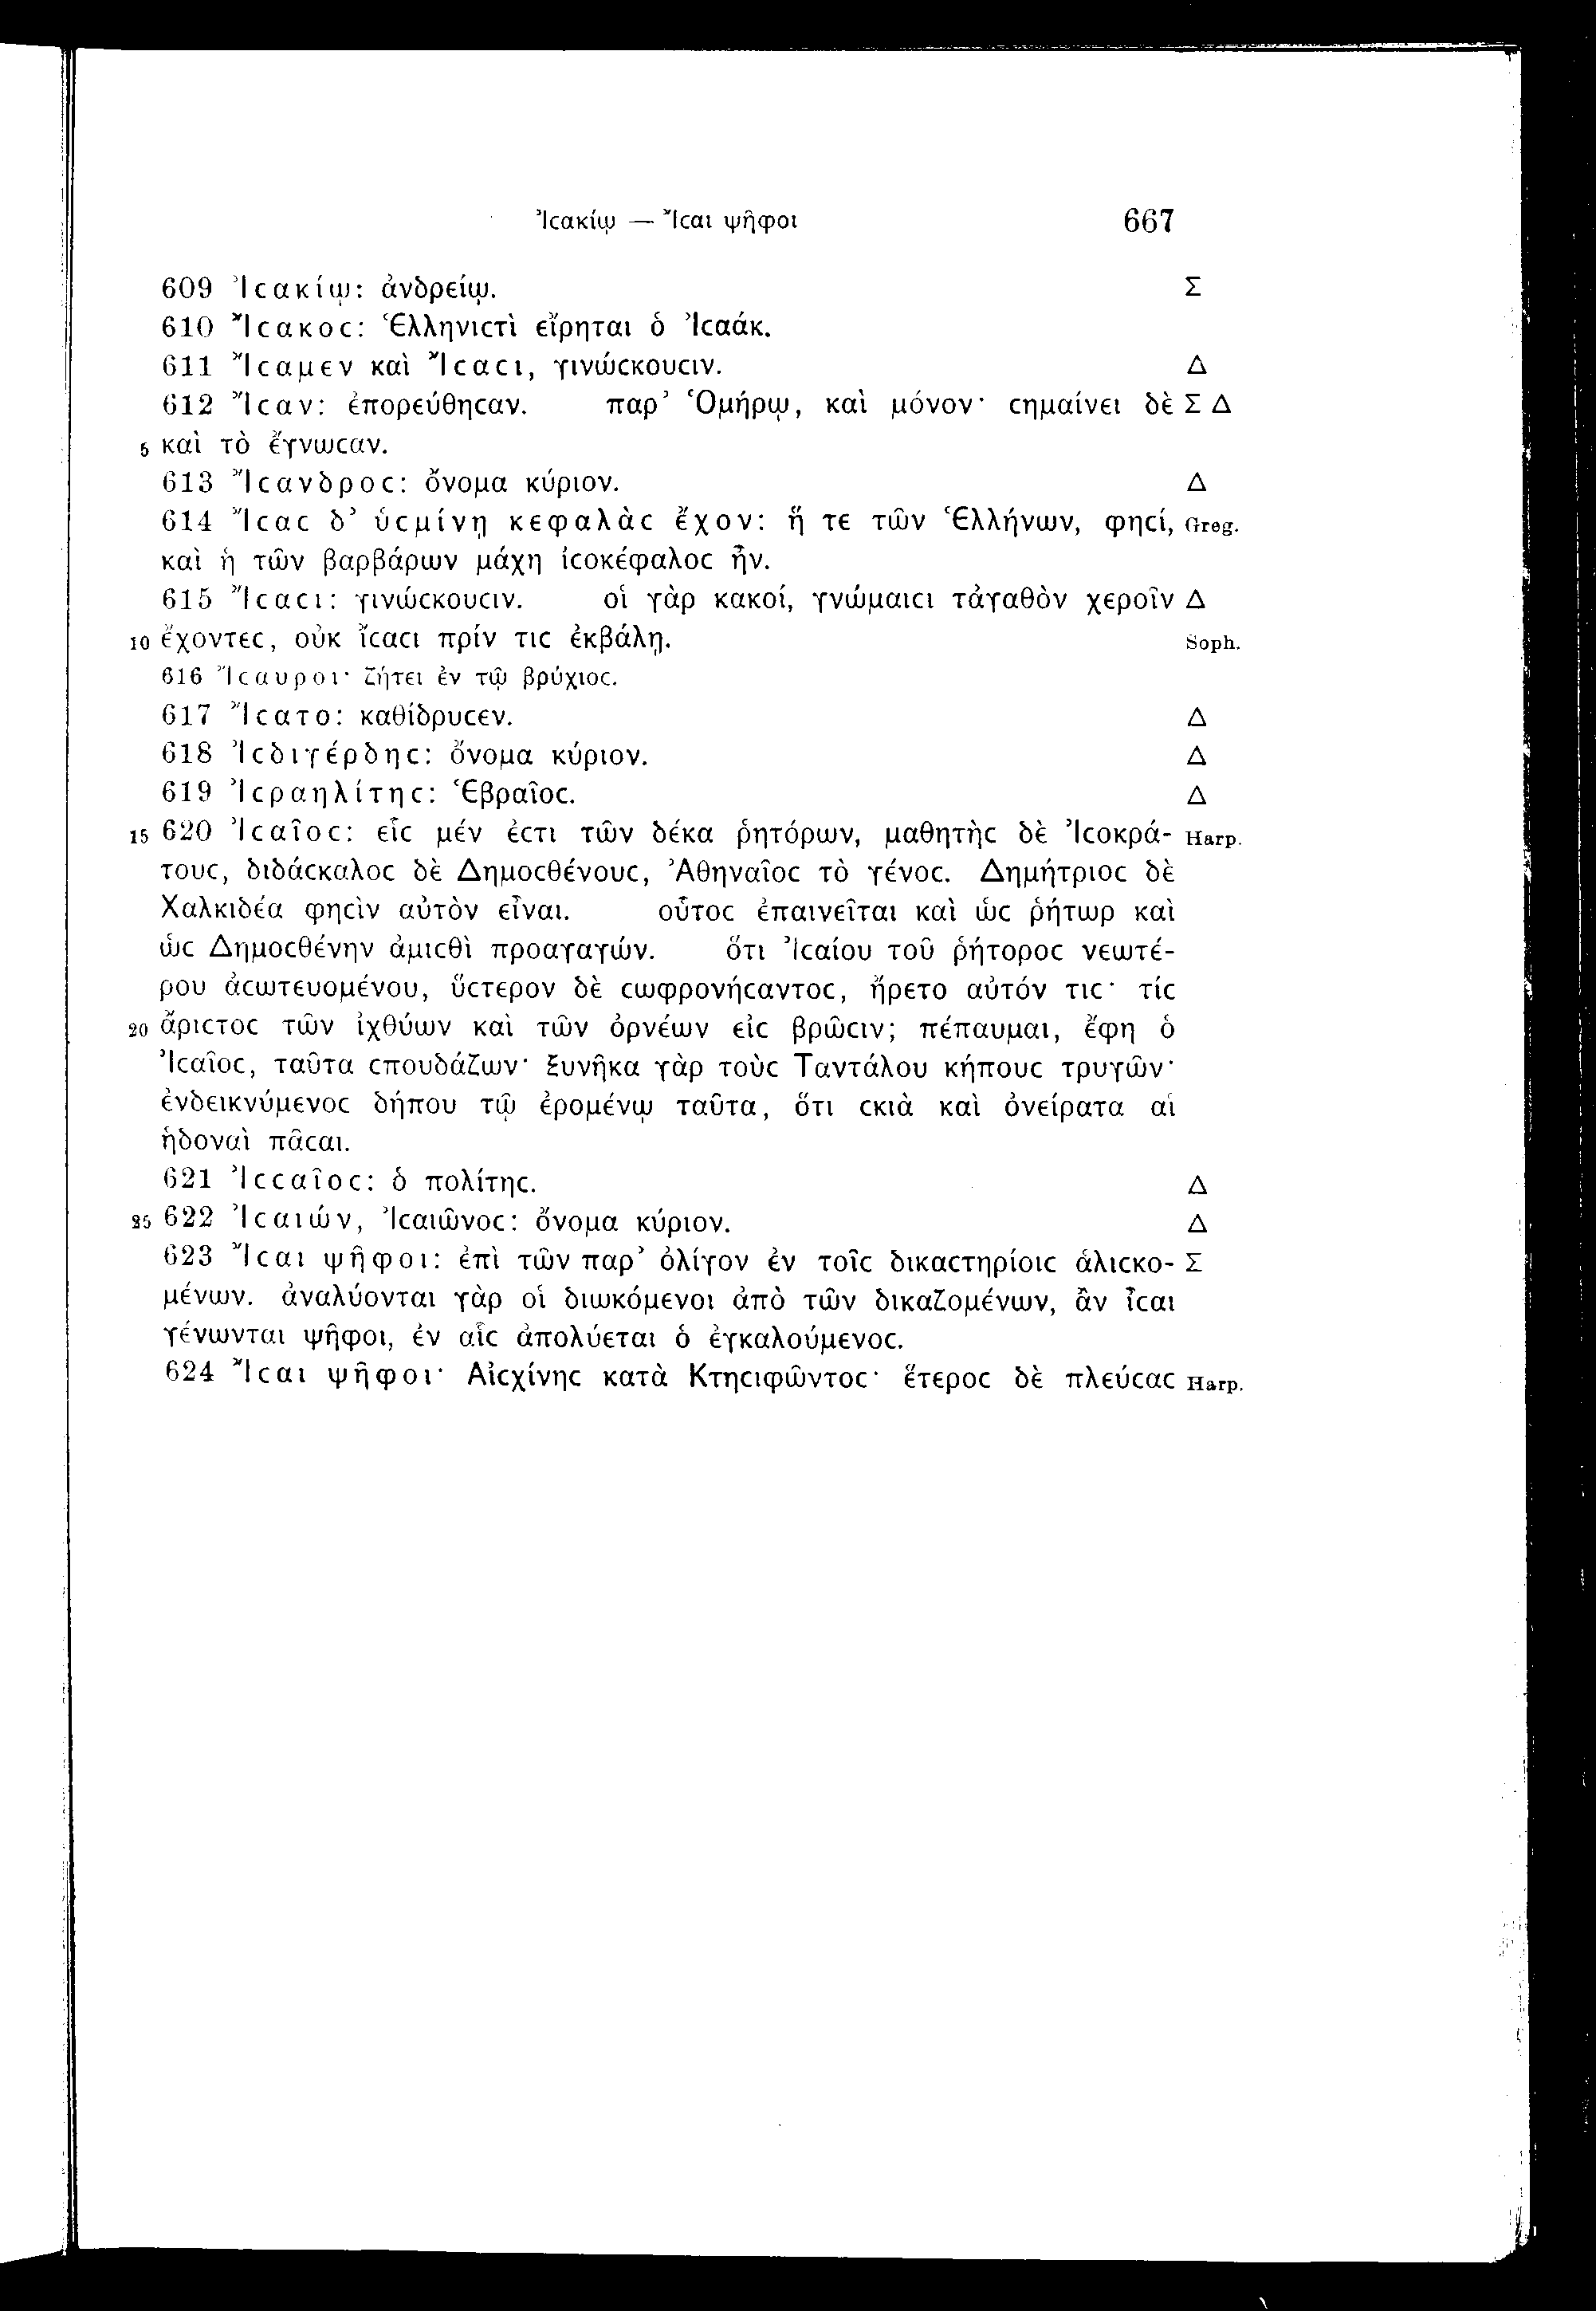 Ἰϲακίῳ — Ἴϲαι ψῆφοι 667
609 Ἰϲακίῳ: ἀνδρείῳ. Σ
610 Ἴϲακοϲ: Ἑλληνιϲτὶ εἴρηται ὁ Ἰϲαάκ.
611 Ἴϲαμεν καὶ Ἴϲαϲι, γινώϲκουϲιν. Δ
612 Ἴϲαν: ἐπορεύθηϲαν. παρ’ Ὁμήρῳ, καὶ μόνον· ϲημαίνει δὲ Σ Δ
5 καὶ τὸ ἔγνωϲαν.
613 Ἴϲανδροϲ: ὄνομα κύριον. Δ
614 Ἴϲαϲ δ’ ὑϲμίνῃ κεφαλὰϲ ἔχον: ἥ τε τῶν Ἑλλήνων, φηϲί, Greg.
καὶ ἡ τῶν βαρβάρων μάχη ἰϲοκέφαλοϲ ἦν.
615 Ἴϲαϲι: γινώϲκουϲιν. οἱ γὰρ κακοί, γνώμαιϲι τἀγαθὸν χεροῖν Δ
10 ἔχοντεϲ, οὐκ ἴϲαϲι πρίν τιϲ ἐκβάλῃ. Soph.
616 Ἴϲαυροι· ζήτει ἐν τῷ βρύχιοϲ.
617 Ἴϲατο: καθίδρυϲεν. Δ
618 Ἰϲδιγέρδηϲ: ὄνομα κύριον. Δ
619 Ἰϲραηλίτηϲ: Ἑβραῖοϲ. Δ
15 620 Ἰϲαῖοϲ: εἷϲ μέν ἐϲτι τῶν δέκα ῥητόρων, μαθητὴϲ δὲ Ἰϲοκρά- Harp.
τουϲ, διδάϲκαλοϲ δὲ Δημοϲθένουϲ, Ἀθηναῖοϲ τὸ γένοϲ. Δημήτριοϲ δὲ
Χαλκιδέα φηϲὶν αὐτὸν εἶναι. οὗτοϲ ἐπαινεῖται καὶ ὡϲ ῥήτωρ καὶ
ὡϲ Δημοϲθένην ἀμιϲθὶ προαγαγών. ὅτι Ἰϲαίου τοῦ ῥήτοροϲ νεωτέ-
ρου ἀϲωτευομένου, ὕϲτερον δὲ ϲωφρονήϲαντοϲ, ἤρετο αὐτόν τιϲ· τίϲ
20 ἄριϲτοϲ τῶν ἰχθύων καὶ τῶν ὀρνέων εἰϲ βρῶϲιν; πέπαυμαι, ἔφη ὁ
Ἰϲαῖοϲ, ταῦτα ϲπουδάζων· ξυνῆκα γὰρ τοὺϲ Ταντάλου κήπουϲ τρυγῶν·
ἐνδεικνύμενοϲ δήπου τῷ ἐρομένῳ ταῦτα, ὅτι ϲκιὰ καὶ ὀνείρατα αἱ
ἡδοναὶ πᾶϲαι.
621 Ἰϲϲαῖοϲ: ὁ πολίτηϲ. Δ
25 622 Ἰϲαιών, Ἰϲαιῶνοϲ: ὄνομα κύριον. Δ
623 Ἴϲαι ψῆφοι: ἐπὶ τῶν παρ’ ὀλίγον ἐν τοῖϲ δικαϲτηρίοιϲ ἁλιϲκο- Σ
μένων. ἀναλύονται γὰρ οἱ διωκόμενοι ἀπὸ τῶν δικαζομένων, ἂν ἶϲαι
γένωνται ψῆφοι, ἐν αἷϲ ἀπολύεται ὁ ἐγκαλούμενοϲ.
624 Ἴϲαι ψῆφοι· Αἰϲχίνηϲ κατὰ Κτηϲιφῶντοϲ· ἕτεροϲ δὲ πλεύϲαϲ Harp.